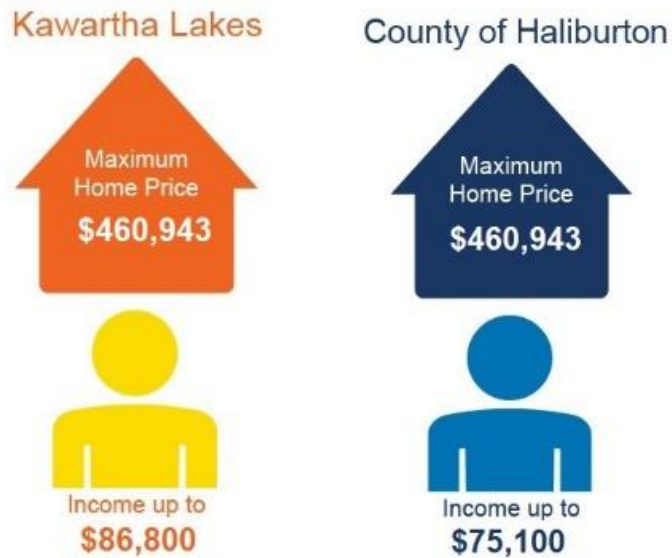 Kawartha Lakes
Maximum
Home Price
$460,943
Income up to
$86,800
County of Haliburton
Maximum
Home Price
$460,943
Income up to
$75,100